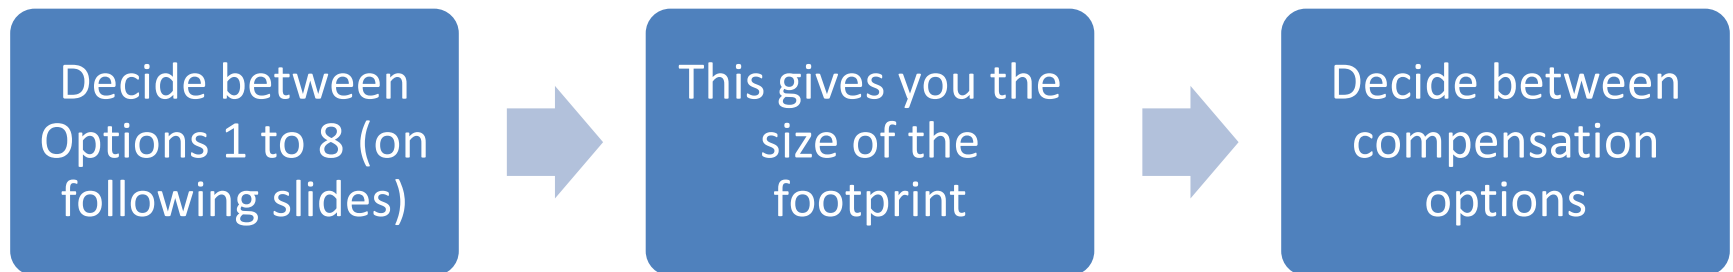 Decide between
Options 1 to 8 (on
following slides)
This gives you the
size of the
footprint
Decide between
compensation
options